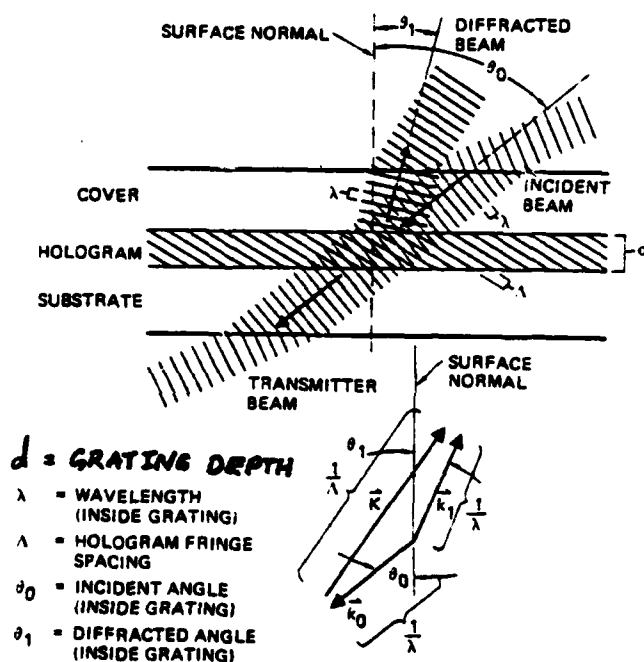 SURFACE NORMAL
θ1
DIFFRACTED
BEAM
θ0
COVER
λ
INCIDENT
BEAM
λ
HOLOGRAM
d
Λ
SUBSTRATE
TRANSMITTER
BEAM
SURFACE
NORMAL
d = GRATING DEPTH
λ = WAVELENGTH
(INSIDE GRATING)
Λ = HOLOGRAM FRINGE
SPACING
θ0 = INCIDENT ANGLE
(INSIDE GRATING)
θ1 = DIFFRACTED ANGLE
(INSIDE GRATING)
θ1
1/Λ
K
k1
1/λ
θ0
k0
1/λ